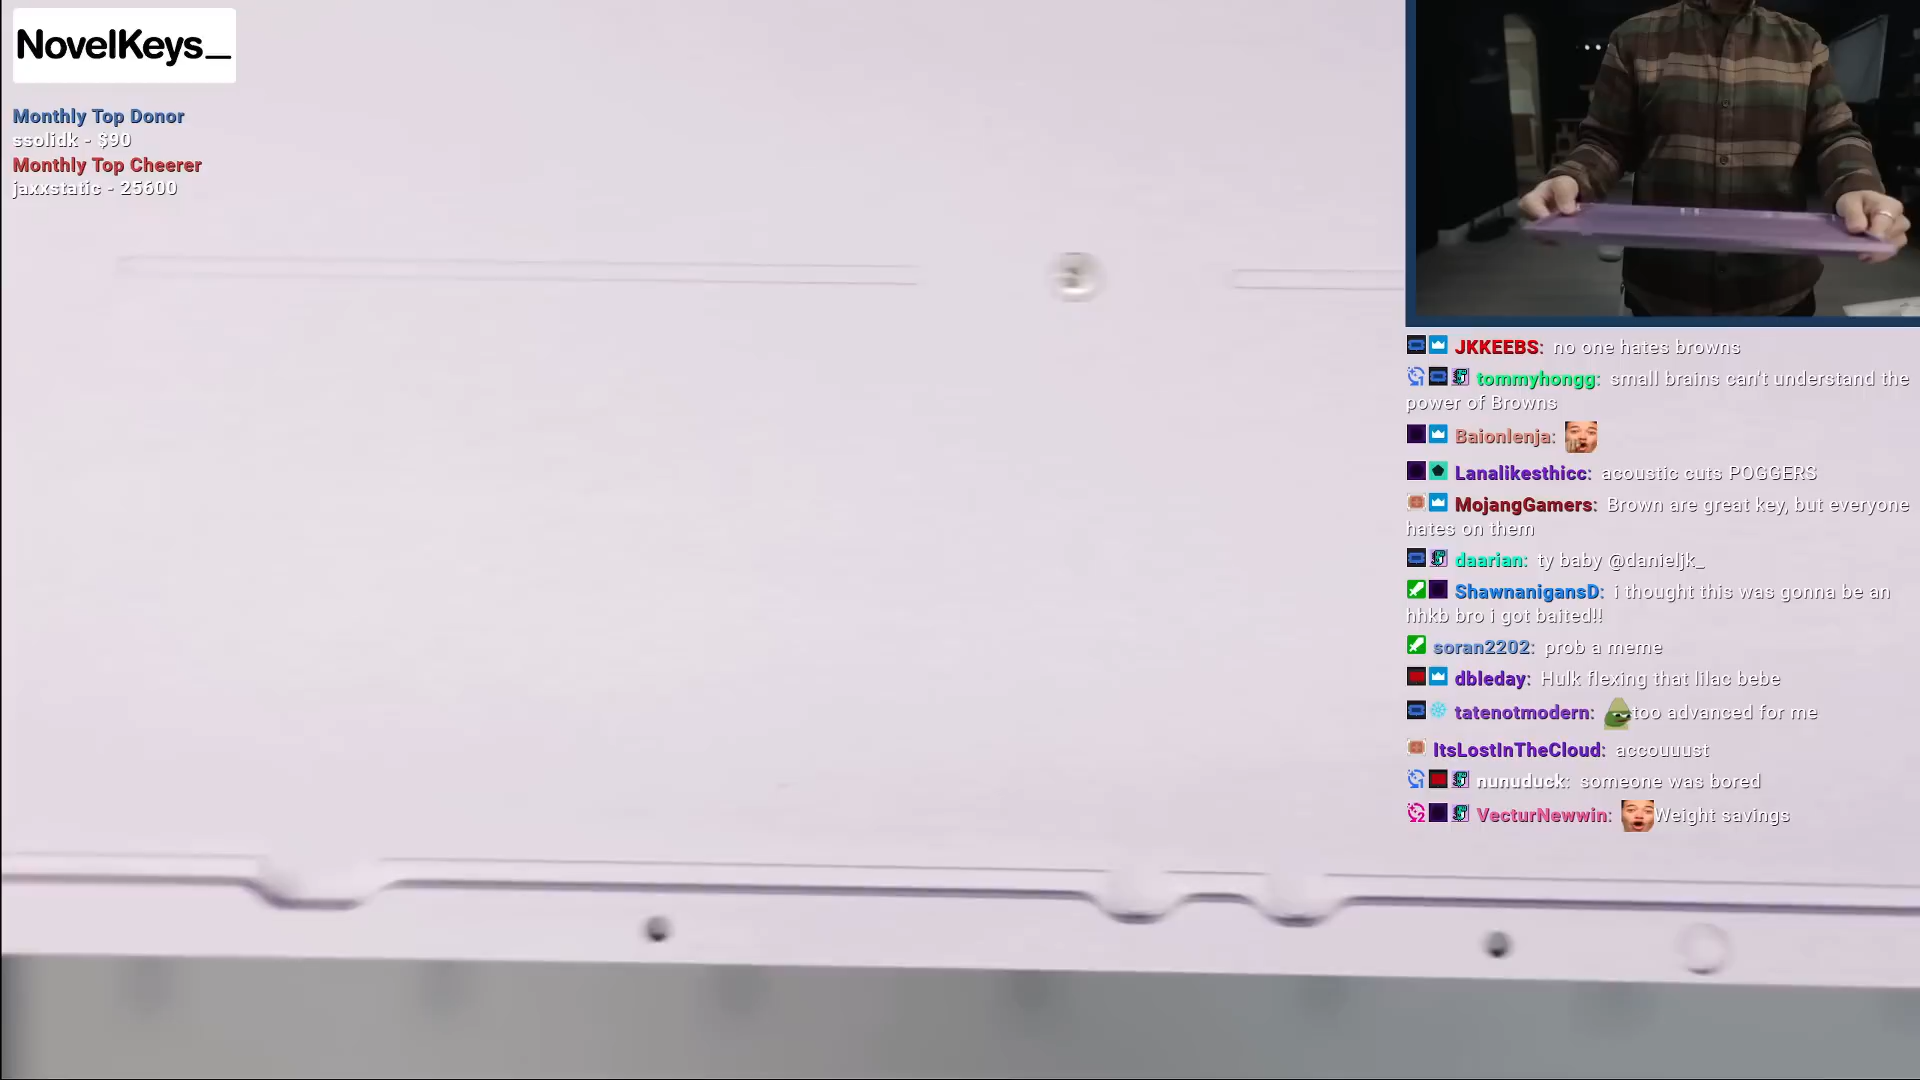 NovelKeys_
Monthly Top Donor
ssolidk - $90
Monthly Top Cheerer
jaxxstatic - 25600
JKKEEBS: no one hates browns
tommyhongg: small brains can't understand the
power of Browns
Baionlenja:
Lanalikesthicc: acoustic cuts POGGERS
MojangGamers: Brown are great key, but everyone
hates on them
daarian: ty baby @danieljk_
ShawnanigansD: i thought this was gonna be an
hhkb bro i got baited!!
soran2202: prob a meme
dbleday: Hulk flexing that lilac bebe
tatenotmodern: too advanced for me
ItsLostInTheCloud: accouuust
nunuduck: someone was bored
VecturNewwin: Weight savings